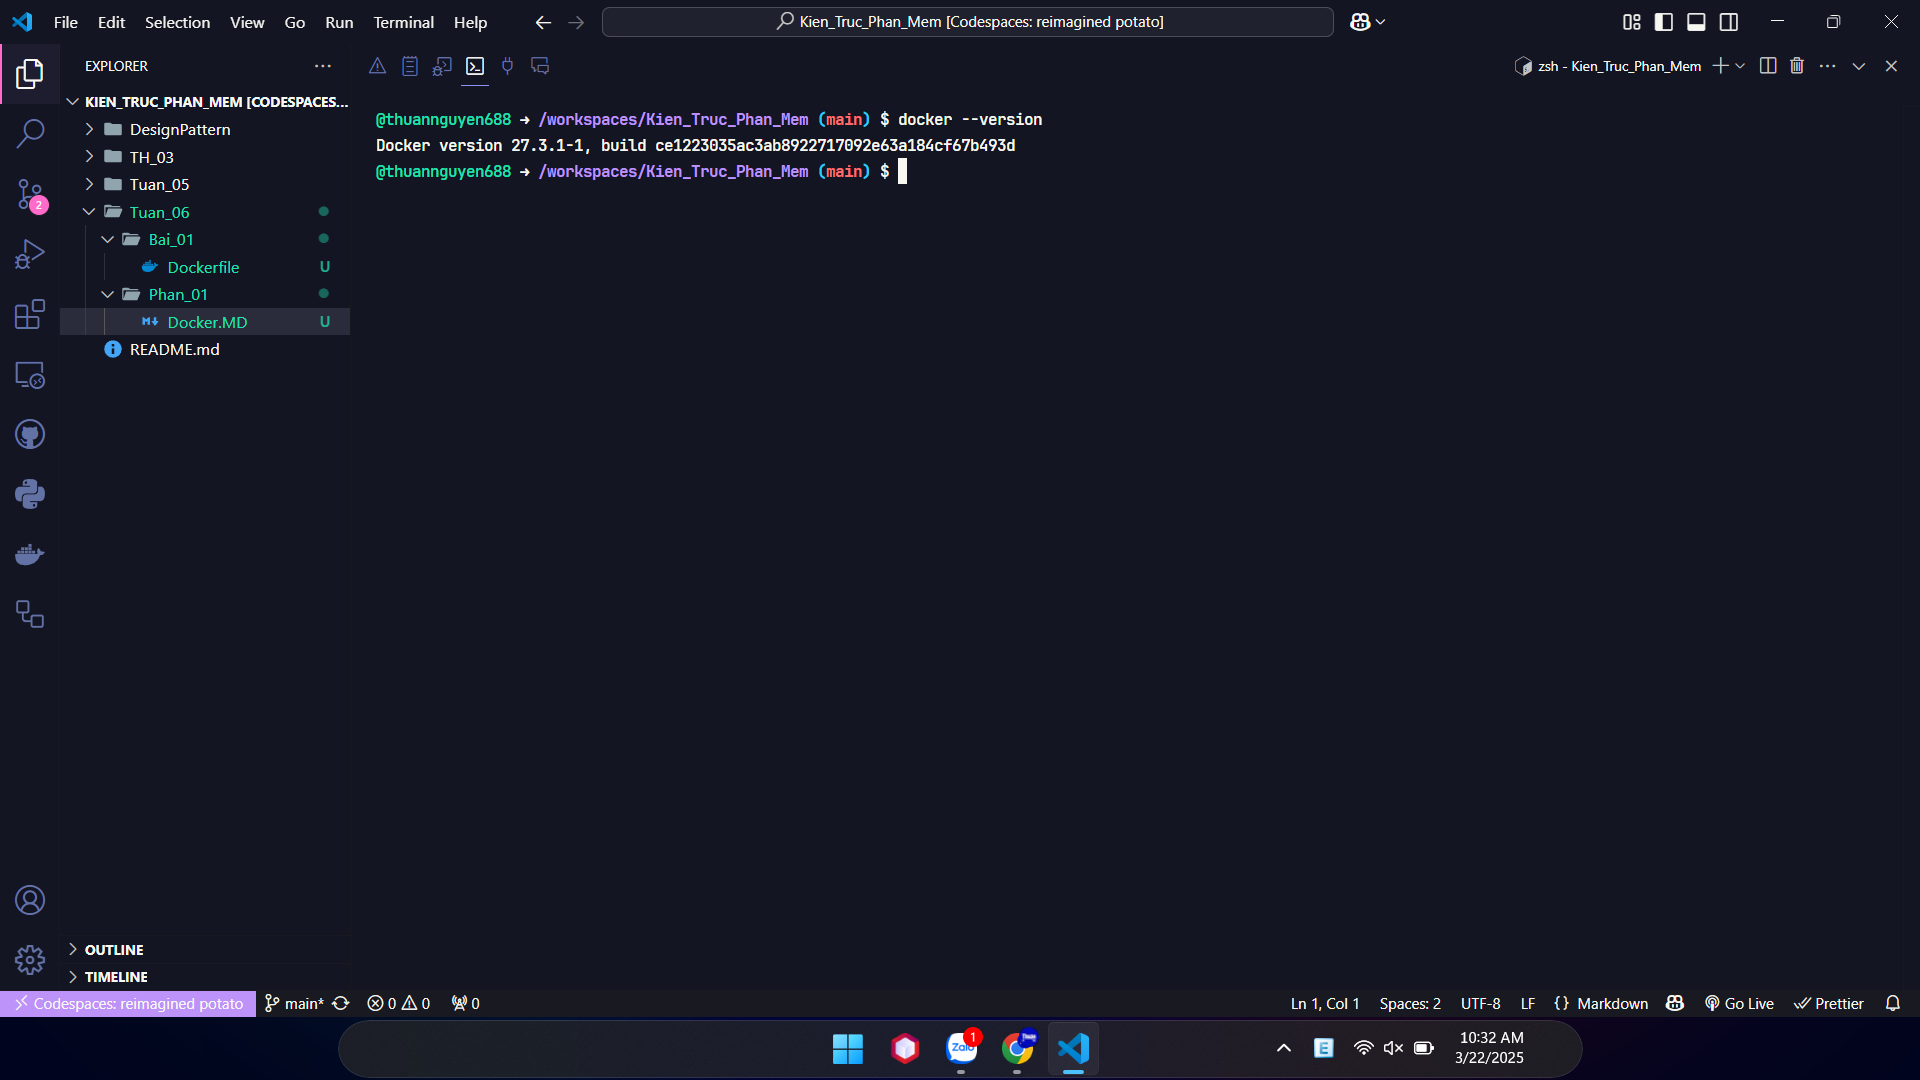 File Edit Selection View Go Run Terminal Help
Kien_Truc_Phan_Mem [Codespaces: reimagined potato]
EXPLORER
zsh - Kien_Truc_Phan_Mem
KIEN_TRUC_PHAN_MEM [CODESPACES...
DesignPattern
TH_03
Tuan_05
Tuan_06
Bai_01
Dockerfile U
Phan_01
Docker.MD U
README.md
@thuannguyen688 ➜ /workspaces/Kien_Truc_Phan_Mem (main) $ docker --version
Docker version 27.3.1-1, build ce1223035ac3ab8922717092e63a184cf67b493d
@thuannguyen688 ➜ /workspaces/Kien_Truc_Phan_Mem (main) $
2
OUTLINE
TIMELINE
Codespaces: reimagined potato main* 0 0 0 Ln 1, Col 1 Spaces: 2 UTF-8 LF {} Markdown Go Live Prettier
Zalo 1
E
10:32 AM
3/22/2025